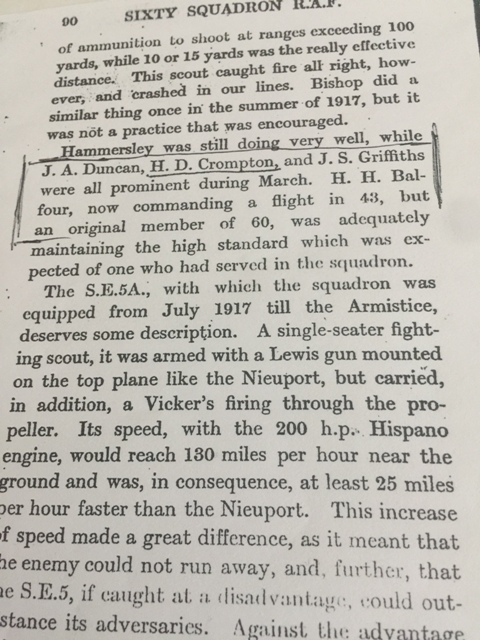 90 SIXTY SQUADRON R.A.F.
of ammunition to shoot at ranges exceeding 100
yards, while 10 or 15 yards was the really effective
distance. This scout caught fire all right, how-
ever, and crashed in our lines. Bishop did a
similar thing once in the summer of 1917, but it
was not a practice that was encouraged.
Hammersley was still doing very well, while
J. A. Duncan, H. D. Crompton, and J. S. Griffiths
were all prominent during March. H. H. Bal-
four, now commanding a flight in 43, but
an original member of 60, was adequately
maintaining the high standard which was ex-
pected of one who had served in the squadron.
The S.E.5A., with which the squadron was
equipped from July 1917 till the Armistice,
deserves some description. A single-seater fight-
ing scout, it was armed with a Lewis gun mounted
on the top plane like the Nieuport, but carried,
in addition, a Vicker's firing through the pro-
peller. Its speed, with the 200 h.p. Hispano
engine, would reach 130 miles per hour near the
ground and was, in consequence, at least 25 miles
per hour faster than the Nieuport. This increase
of speed made a great difference, as it meant that
he enemy could not run away, and, further, that
he S.E.5, if caught at a disadvantage, could out-
stance its adversaries. Against the advantage